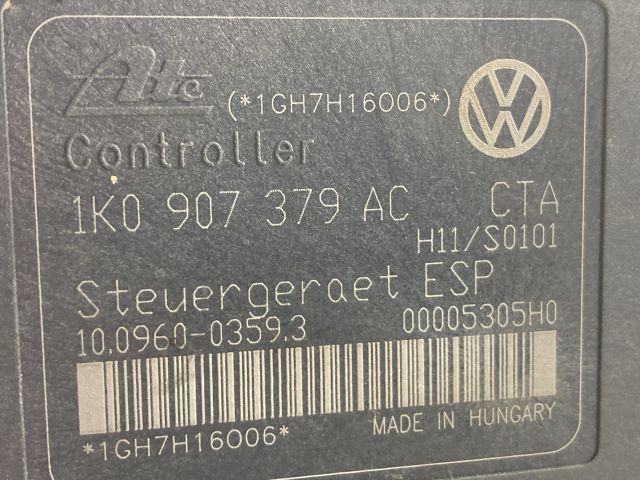 Ate (*1GH7H16006*)
Controller
1K0 907 379 AC CTA
H11/S0101
Steuergeraet ESP
10.0960-0359.3 00005305H0
MADE IN HUNGARY
*1GH7H16006*